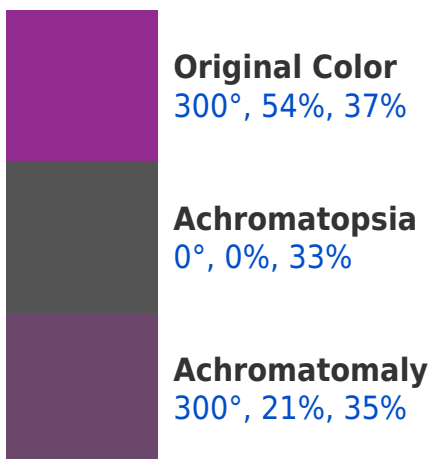 Original Color
300°, 54%, 37%
Achromatopsia
0°, 0%, 33%
Achromatomaly
300°, 21%, 35%